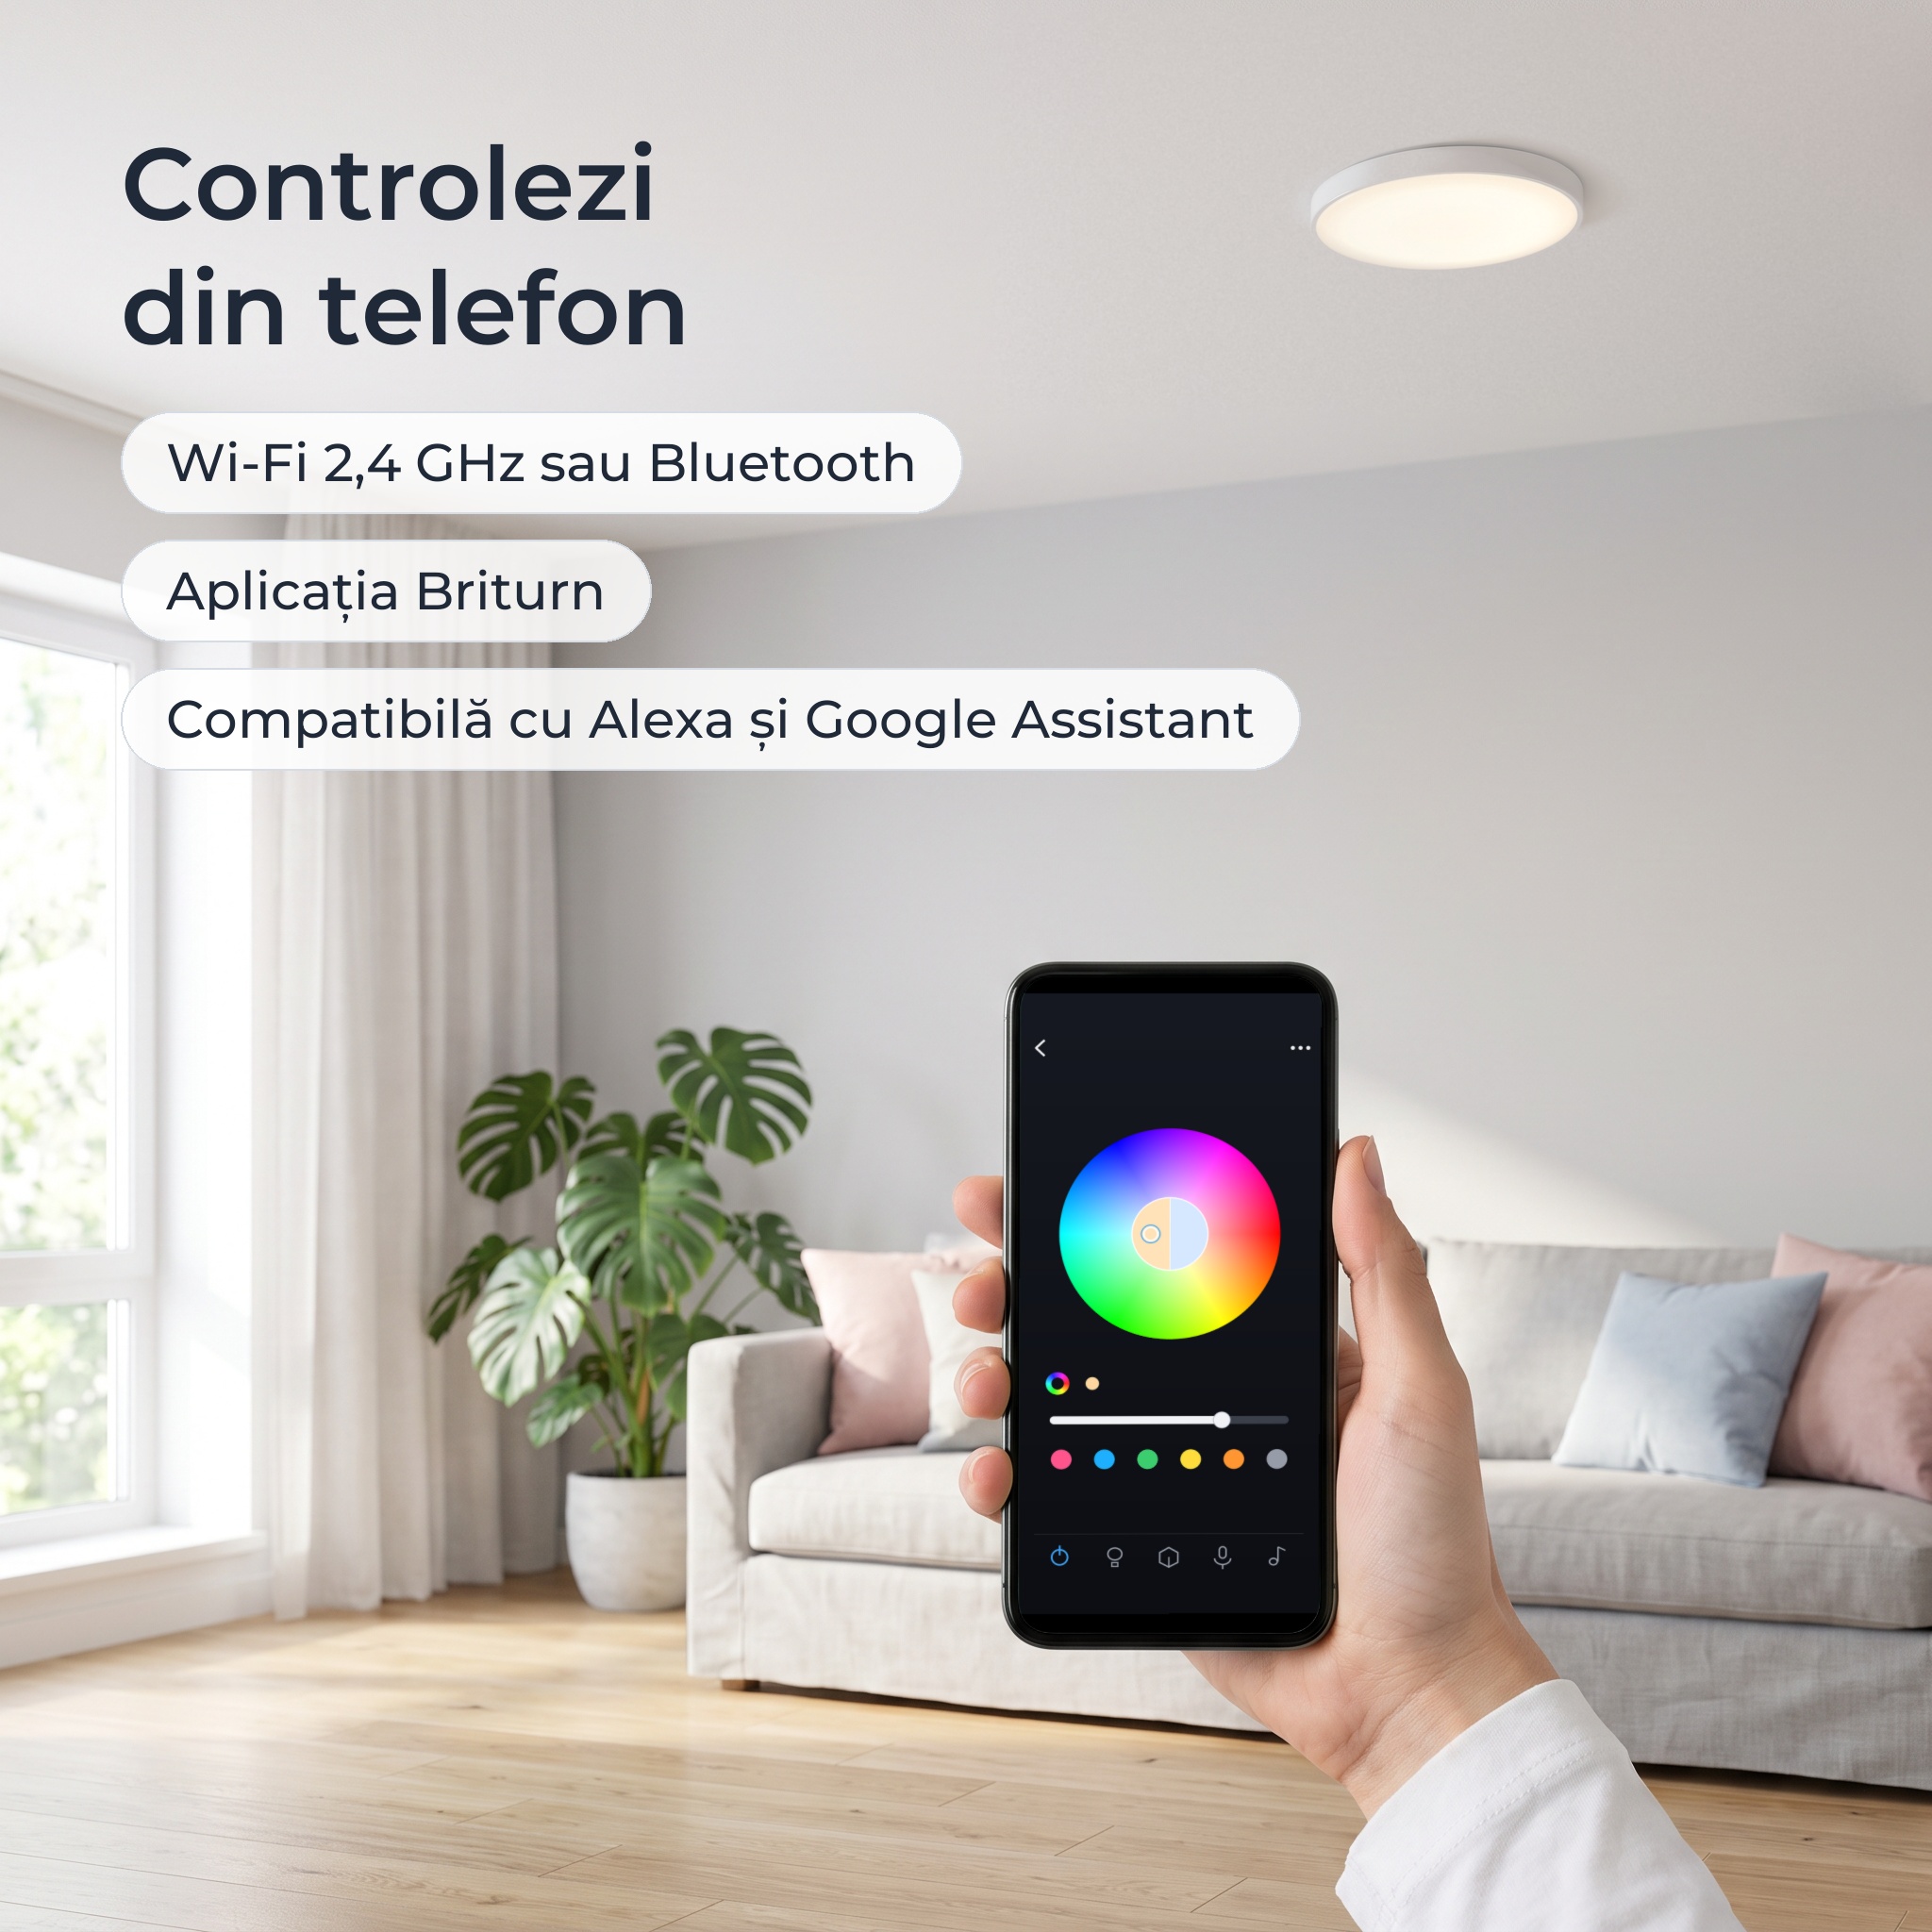 Controlezi
din telefon
Wi-Fi 2,4 GHz sau Bluetooth
Aplicația Briturn
Compatibilă cu Alexa și Google Assistant